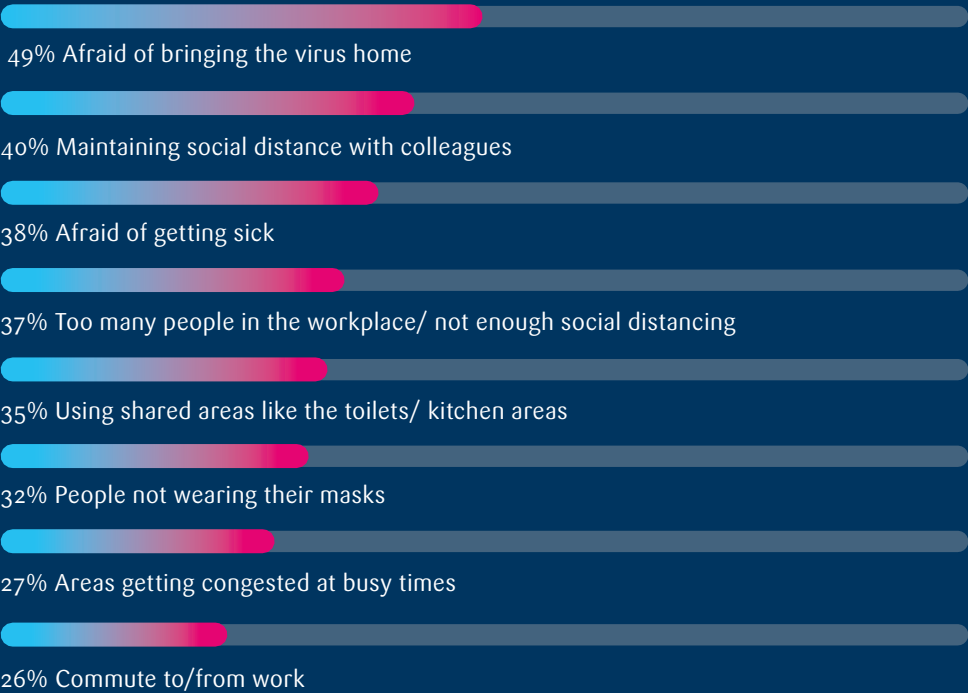 49% Afraid of bringing the virus home
40% Maintaining social distance with colleagues
38% Afraid of getting sick
37% Too many people in the workplace/ not enough social distancing
35% Using shared areas like the toilets/ kitchen areas
32% People not wearing their masks
27% Areas getting congested at busy times
26% Commute to/from work